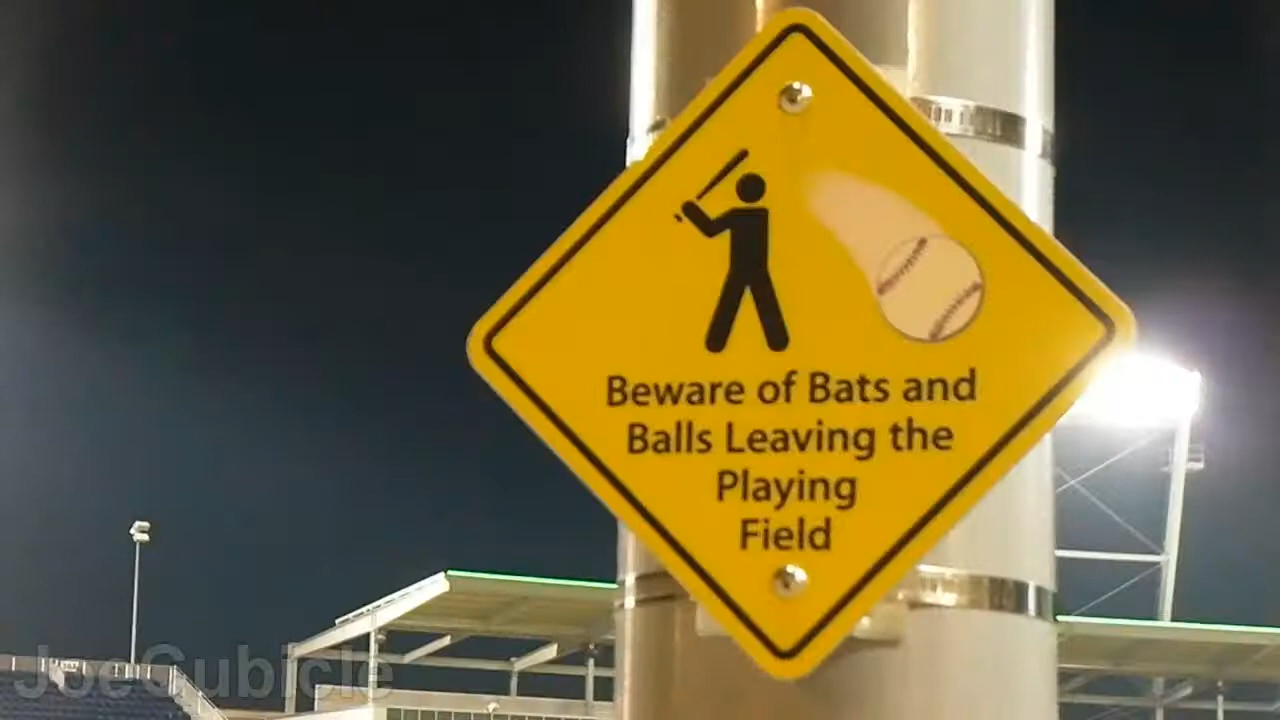 Beware of Bats and
Balls Leaving the
Playing
Field
JoeCubicle